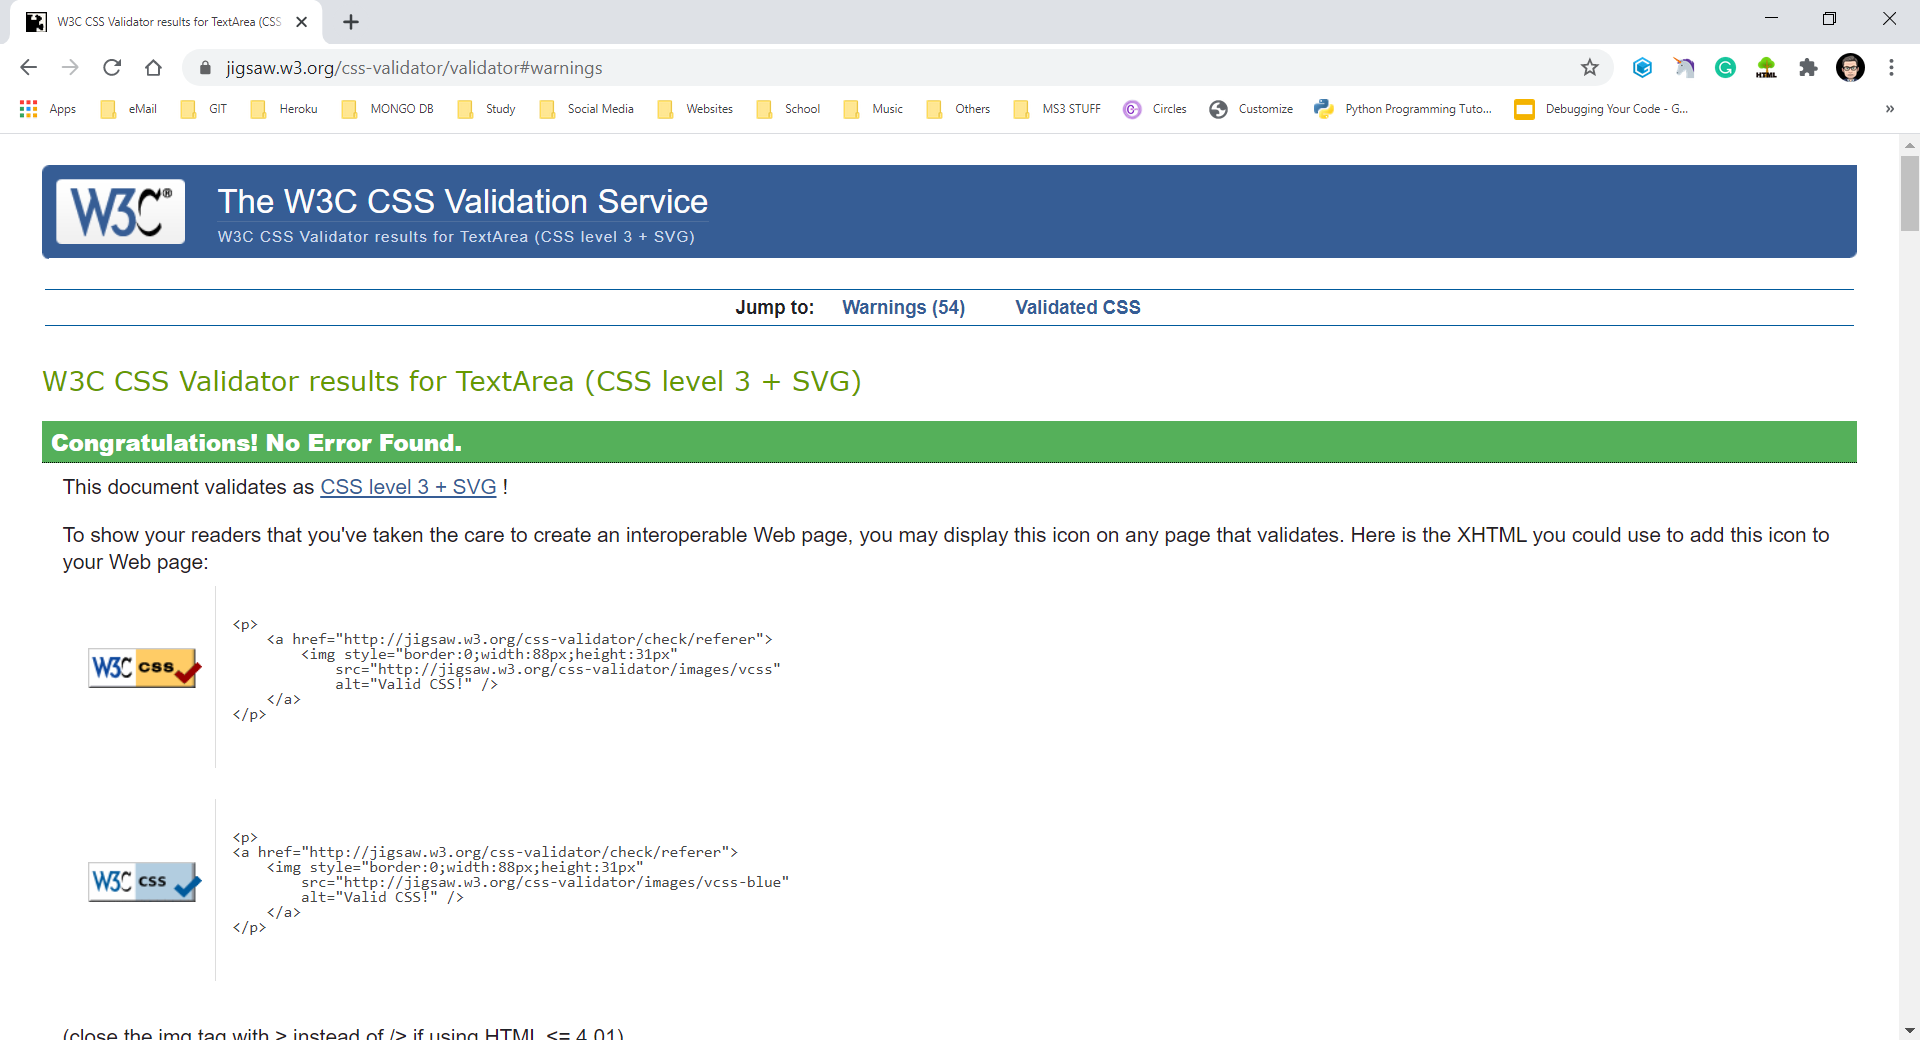 W3C CSS Validator results for TextArea (CSS
jigsaw.w3.org/css-validator/validator#warnings
HTML
Apps eMail GIT Heroku MONGO DB Study Social Media Websites School Music Others MS3 STUFF Circles Customize Python Programming Tuto... Debugging Your Code - G... »
W3C® The W3C CSS Validation Service
W3C CSS Validator results for TextArea (CSS level 3 + SVG)
Jump to: Warnings (54) Validated CSS
W3C CSS Validator results for TextArea (CSS level 3 + SVG)
Congratulations! No Error Found.
This document validates as CSS level 3 + SVG !
To show your readers that you've taken the care to create an interoperable Web page, you may display this icon on any page that validates. Here is the XHTML you could use to add this icon to
your Web page:
W3C css
<p>
<a href="http://jigsaw.w3.org/css-validator/check/referer">
<img style="border:0;width:88px;height:31px"
src="http://jigsaw.w3.org/css-validator/images/vcss"
alt="Valid CSS!" />
</a>
</p>
W3C css
<p>
<a href="http://jigsaw.w3.org/css-validator/check/referer">
<img style="border:0;width:88px;height:31px"
src="http://jigsaw.w3.org/css-validator/images/vcss-blue"
alt="Valid CSS!" />
</a>
</p>
(close the img tag with > instead of /> if using HTML <= 4.01)